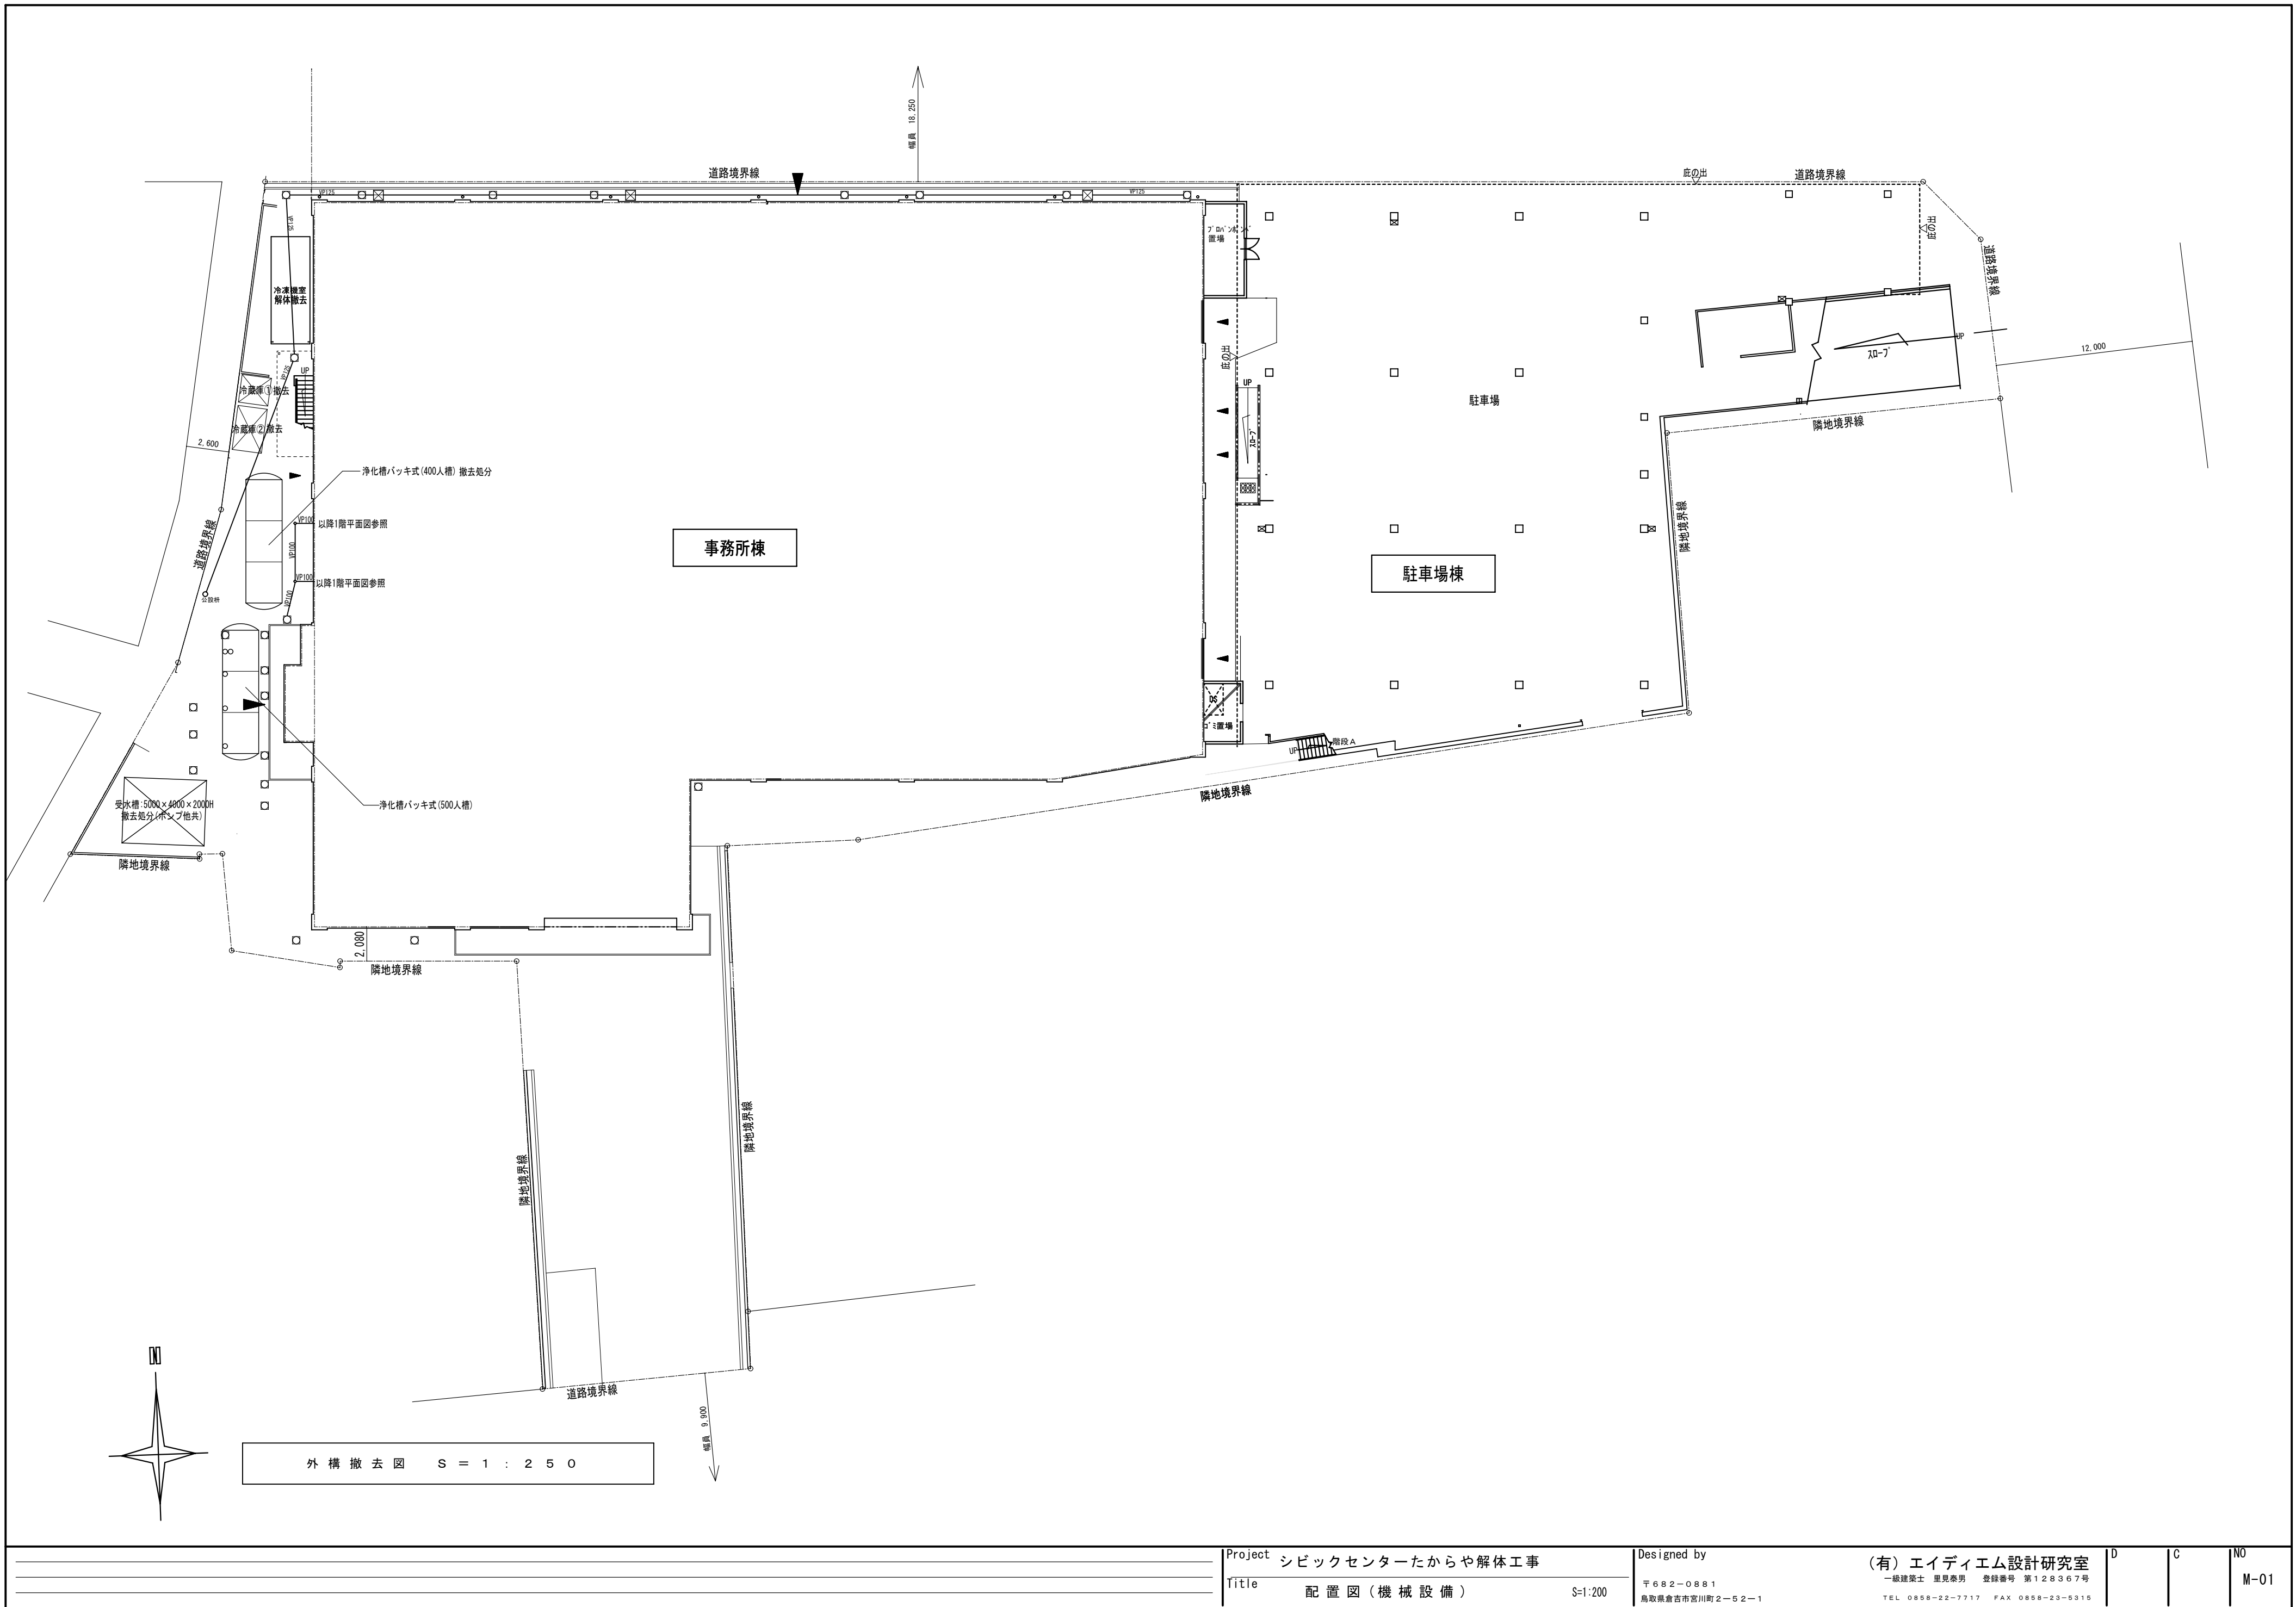 幅員 18.250
道路境界線
庇の出
道路境界線
VP125
VP125
VP125
庇の出
道路境界線
置場
冷凍機室
解体撤去
UP
VP125
冷蔵庫①撤去
冷蔵庫②撤去
2.600
庇の出
UP
スロープ
駐車場
スロープ
UP
12.000
隣地境界線
浄化槽バッキ式(400人槽) 撤去処分
VP100
以降1階平面図参照
VP100
VP100
以降1階平面図参照
VP100
道路境界線
公設桝
事務所棟
駐車場棟
隣地境界線
ゴミ置場
UP
階段A
隣地境界線
浄化槽バッキ式(500人槽)
受水槽:5000×4000×2000H
撤去処分(ポンプ他共)
隣地境界線
2.080
隣地境界線
隣地境界線
隣地境界線
道路境界線
幅員 9.900
N
外構撤去図 S=1:250
Project シビックセンターたからや解体工事
Title 配置図(機械設備) S=1:200
Designed by
〒682-0881
鳥取県倉吉市宮川町2-52-1
(有)エイディエム設計研究室
一級建築士 里見泰男 登録番号 第128367号
TEL 0858-22-7717 FAX 0858-23-5315
D
C
NO
M-01